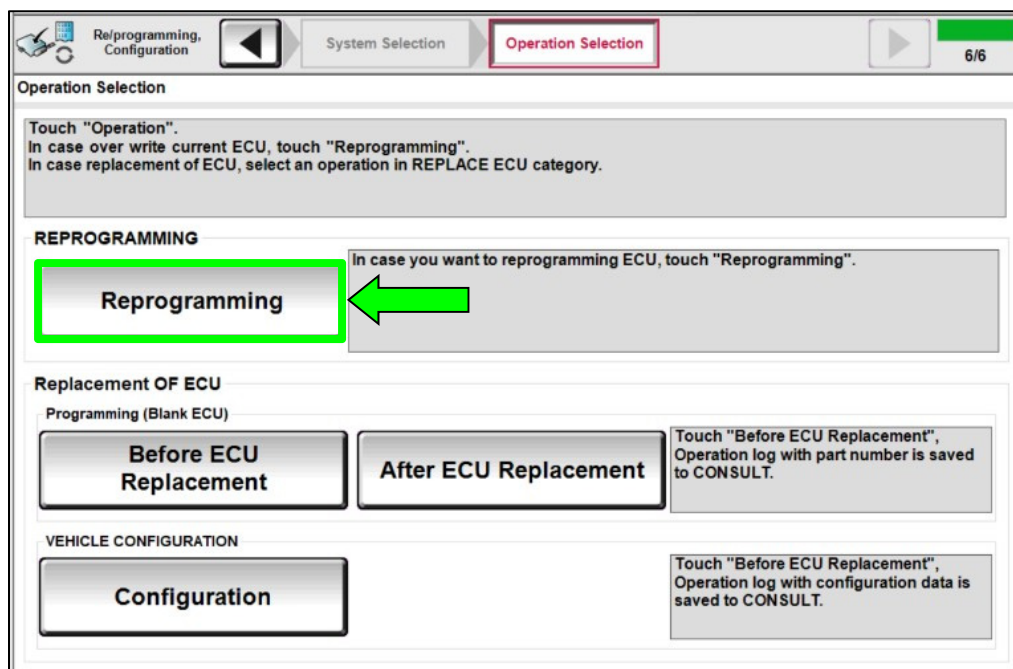 Re/programming,
Configuration
System Selection
Operation Selection
6/6
Operation Selection
Touch "Operation".
In case over write current ECU, touch "Reprogramming".
In case replacement of ECU, select an operation in REPLACE ECU category.
REPROGRAMMING
Reprogramming
In case you want to reprogramming ECU, touch "Reprogramming".
Replacement OF ECU
Programming (Blank ECU)
Before ECU
Replacement
After ECU Replacement
Touch "Before ECU Replacement",
Operation log with part number is saved
to CONSULT.
VEHICLE CONFIGURATION
Configuration
Touch "Before ECU Replacement",
Operation log with configuration data is
saved to CONSULT.